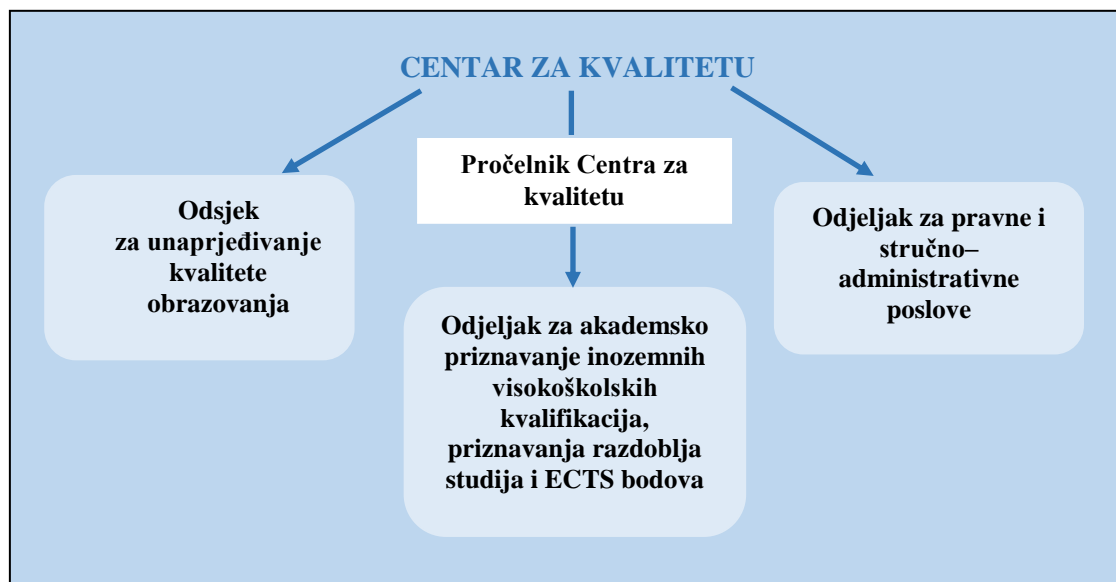 CENTAR ZA KVALITETU
Pročelnik Centra za
kvalitetu
Odsjek
za unaprjeđivanje
kvalitete
obrazovanja
Odjeljak za akademsko
priznavanje inozemnih
visokoškolskih
kvalifikacija,
priznavanja razdoblja
studija i ECTS bodova
Odjeljak za pravne i
stručno–
administrativne
poslove